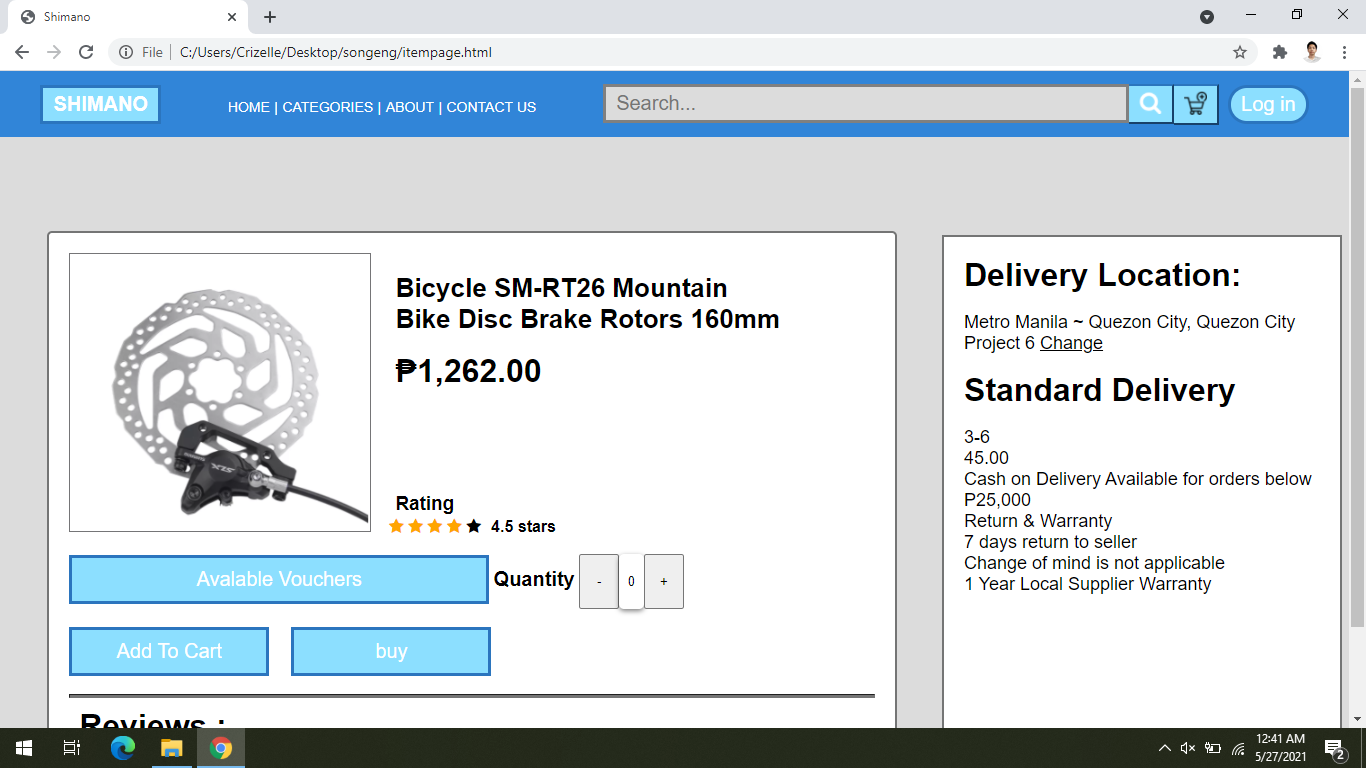 Shimano
File
C:/Users/Crizelle/Desktop/songeng/itempage.html
SHIMANO
HOME | CATEGORIES | ABOUT | CONTACT US
Search...
Log in
Bicycle SM-RT26 Mountain
Bike Disc Brake Rotors 160mm
₱1,262.00
Rating
4.5 stars
Avalable Vouchers
Quantity
-
0
+
Add To Cart
buy
Reviews :
Delivery Location:
Metro Manila ~ Quezon City, Quezon City
Project 6 Change
Standard Delivery
3-6
45.00
Cash on Delivery Available for orders below
P25,000
Return & Warranty
7 days return to seller
Change of mind is not applicable
1 Year Local Supplier Warranty
12:41 AM
5/27/2021
2